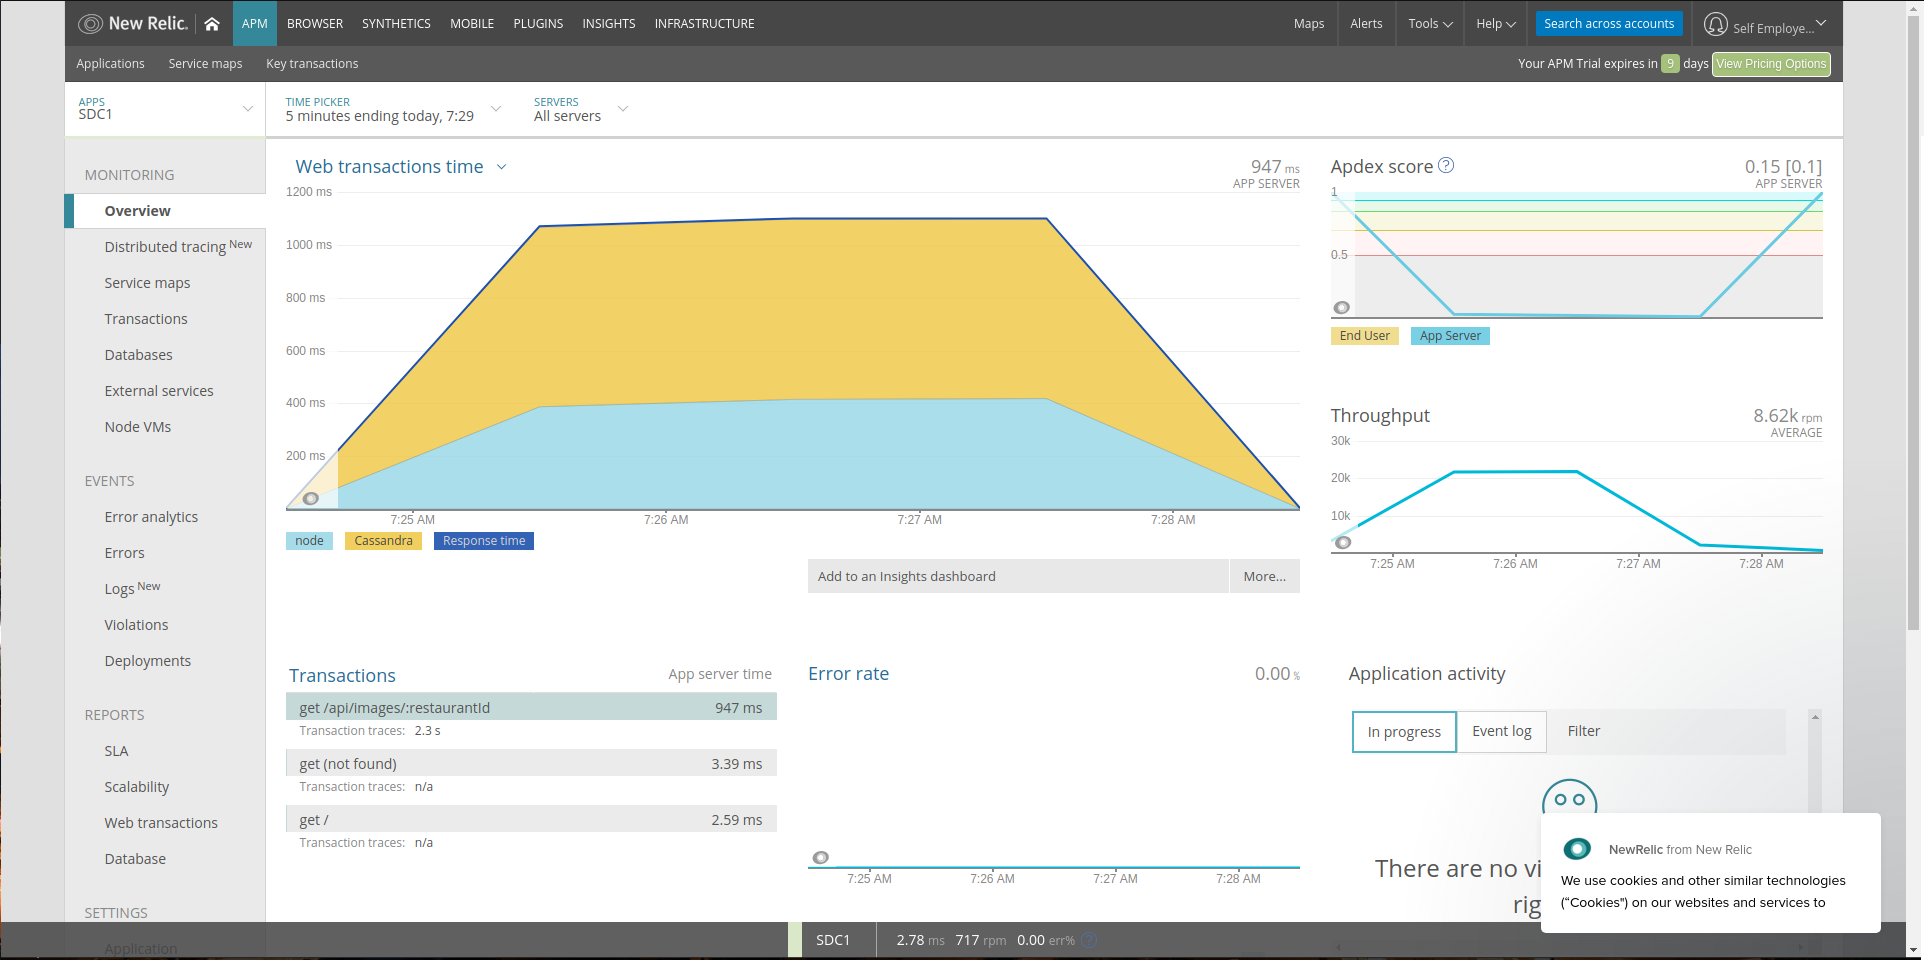 New Relic.
APM
BROWSER
SYNTHETICS
MOBILE
PLUGINS
INSIGHTS
INFRASTRUCTURE
Maps
Alerts
Tools
Help
Search across accounts
Self Employe...
Applications
Service maps
Key transactions
Your APM Trial expires in 9 days
View Pricing Options
APPS
SDC1
TIME PICKER
5 minutes ending today, 7:29
SERVERS
All servers
MONITORING
Overview
Distributed tracing New
Service maps
Transactions
Databases
External services
Node VMs
EVENTS
Error analytics
Errors
Logs New
Violations
Deployments
REPORTS
SLA
Scalability
Web transactions
Database
SETTINGS
Application
Web transactions time
947 ms
APP SERVER
1200 ms
1000 ms
800 ms
600 ms
400 ms
200 ms
7:25 AM
7:26 AM
7:27 AM
7:28 AM
node
Cassandra
Response time
Add to an Insights dashboard
More...
Apdex score ?
0.15 [0.1]
APP SERVER
1
0.5
End User
App Server
Throughput
8.62k rpm
AVERAGE
30k
20k
10k
7:25 AM
7:26 AM
7:27 AM
7:28 AM
Transactions
App server time
get /api/images/:restaurantId
947 ms
Transaction traces: 2.3 s
get (not found)
3.39 ms
Transaction traces: n/a
get /
2.59 ms
Transaction traces: n/a
Error rate
0.00 %
7:25 AM
7:26 AM
7:27 AM
7:28 AM
Application activity
In progress
Event log
Filter
There are no vi
rig
NewRelic from New Relic
We use cookies and other similar technologies
("Cookies") on our websites and services to
SDC1
2.78 ms
717 rpm
0.00 err%
?